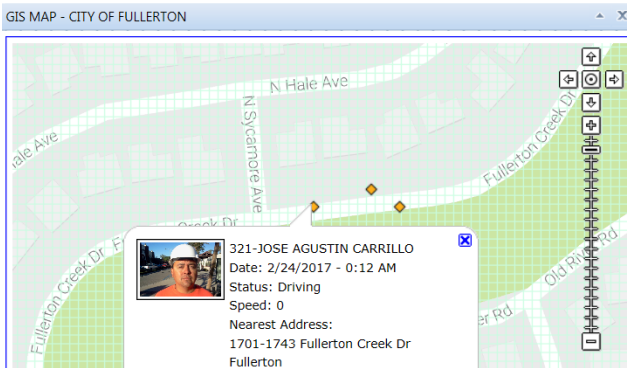 GIS MAP - CITY OF FULLERTON
N Hale Ave
ale Ave
N Sycamore Ave
Fullerton Creek Dr
Creek Dr
Fullerton Creek Dr
F
Old River Rd
er Rd
321-JOSE AGUSTIN CARRILLO
Date: 2/24/2017 - 0:12 AM
Status: Driving
Speed: 0
Nearest Address:
1701-1743 Fullerton Creek Dr
Fullerton